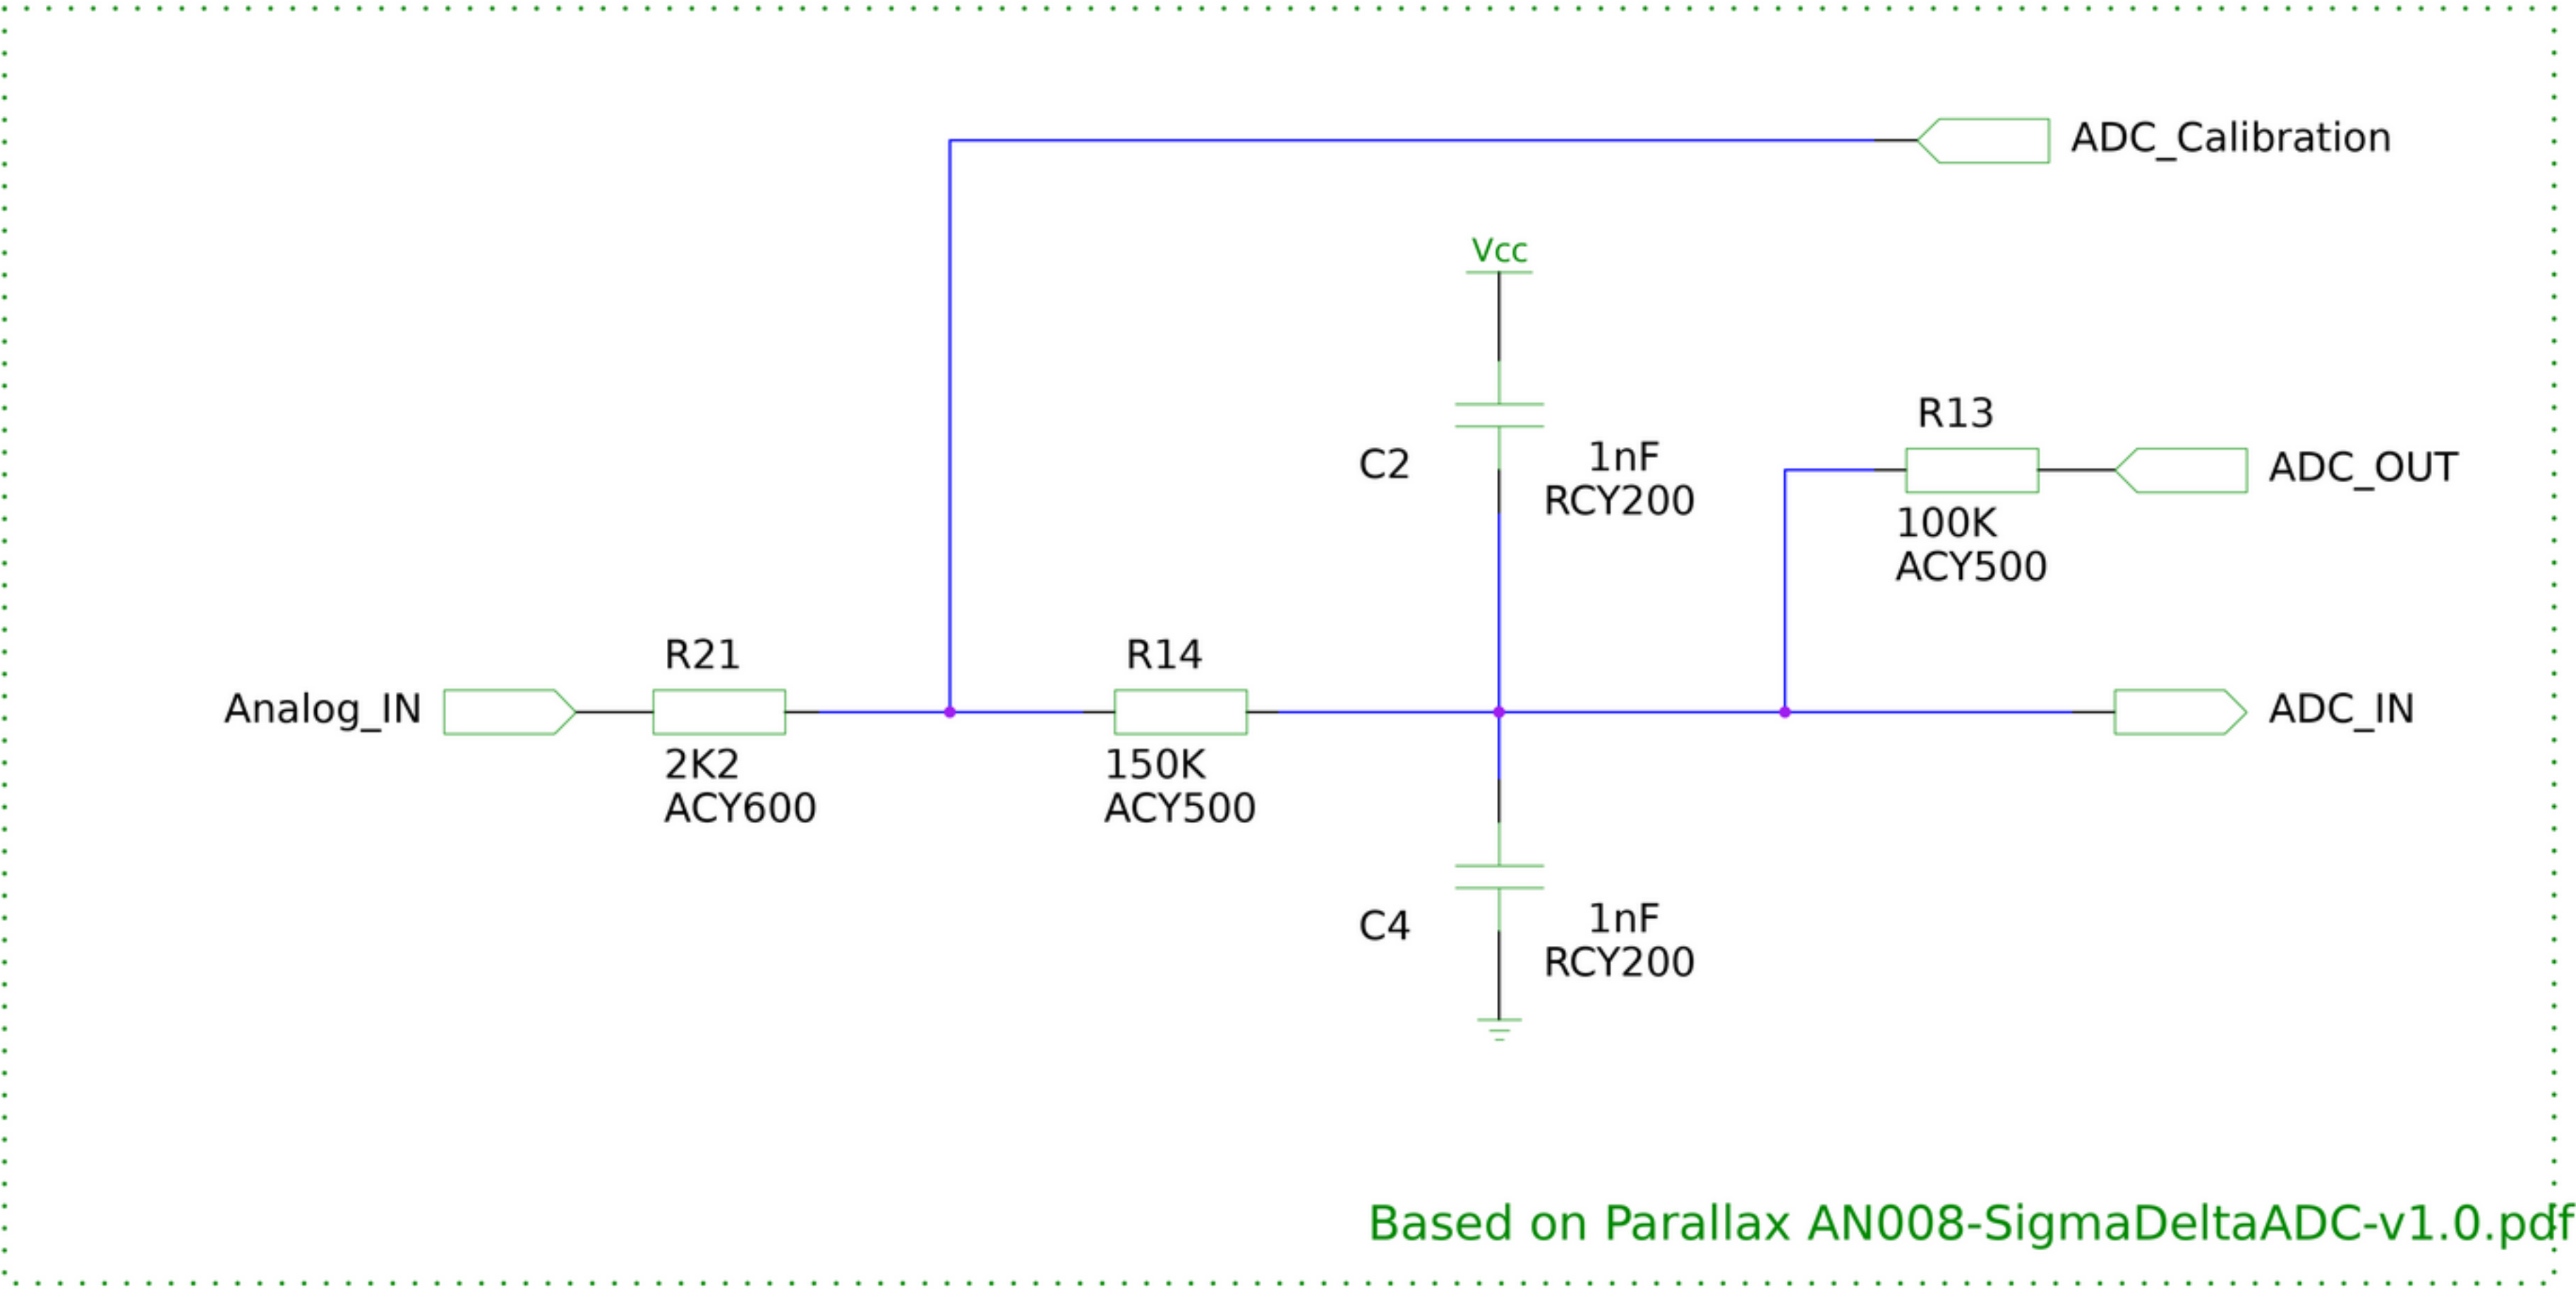 ADC_Calibration
Vcc
R13
C2
1nF
RCY200
ADC_OUT
100K
ACY500
R21
R14
Analog_IN
ADC_IN
2K2
ACY600
150K
ACY500
C4
1nF
RCY200
Based on Parallax AN008-SigmaDeltaADC-v1.0.pdf